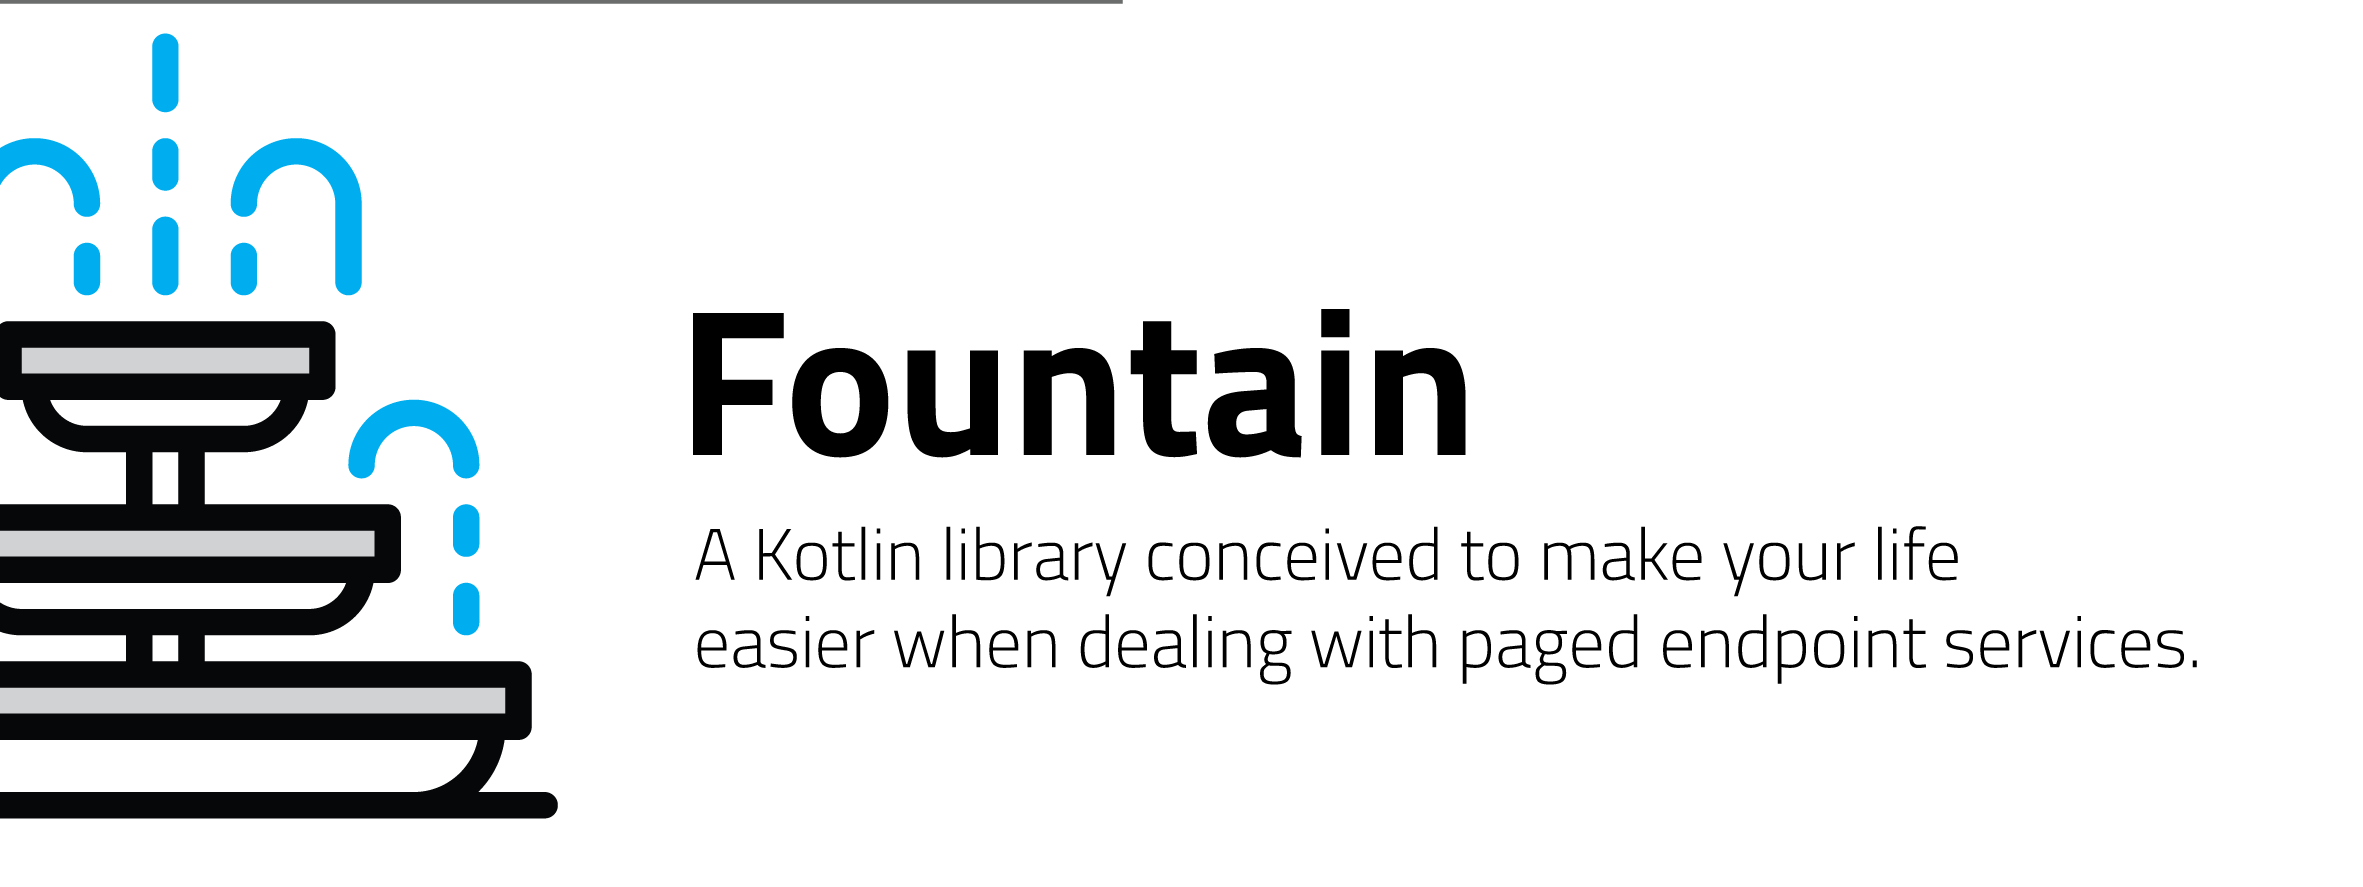 Fountain
A Kotlin library conceived to make your life
easier when dealing with paged endpoint services.